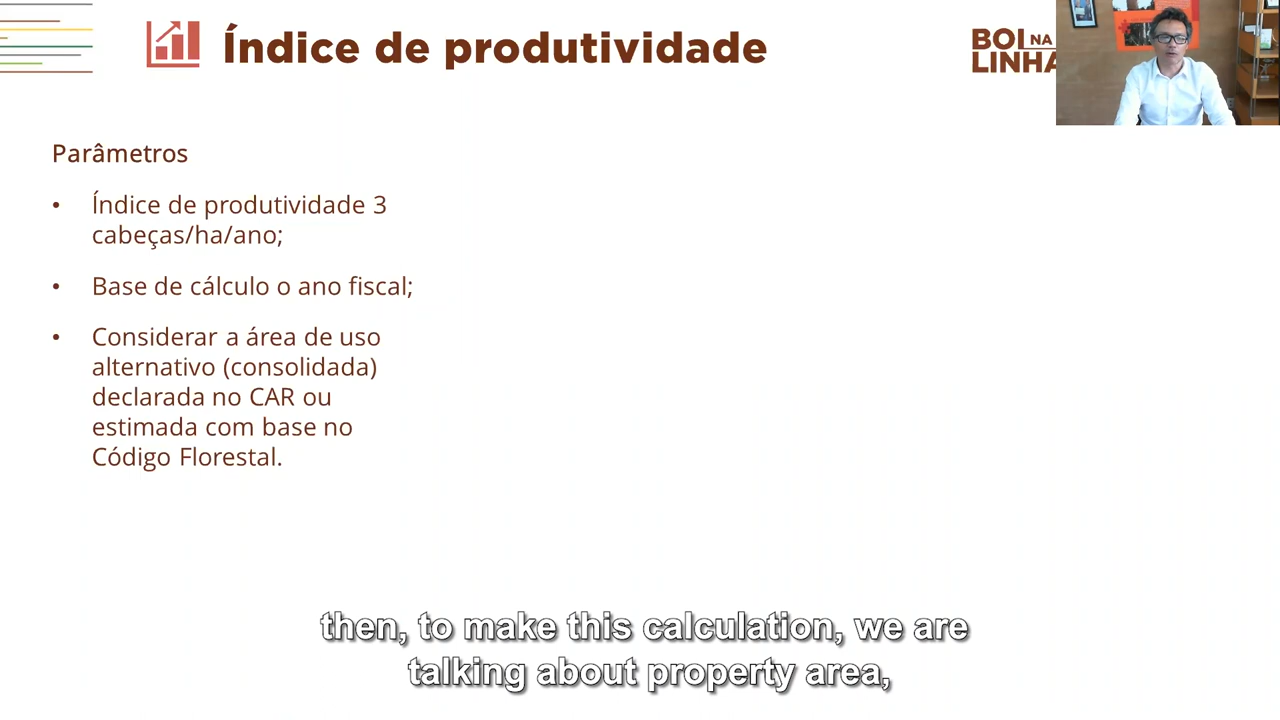 Índice de produtividade
BOI NA
LINHA
Parâmetros
• Índice de produtividade 3
cabeças/ha/ano;
• Base de cálculo o ano fiscal;
• Considerar a área de uso
alternativo (consolidada)
declarada no CAR ou
estimada com base no
Código Florestal.
then, to make this calculation, we are
talking about property area,